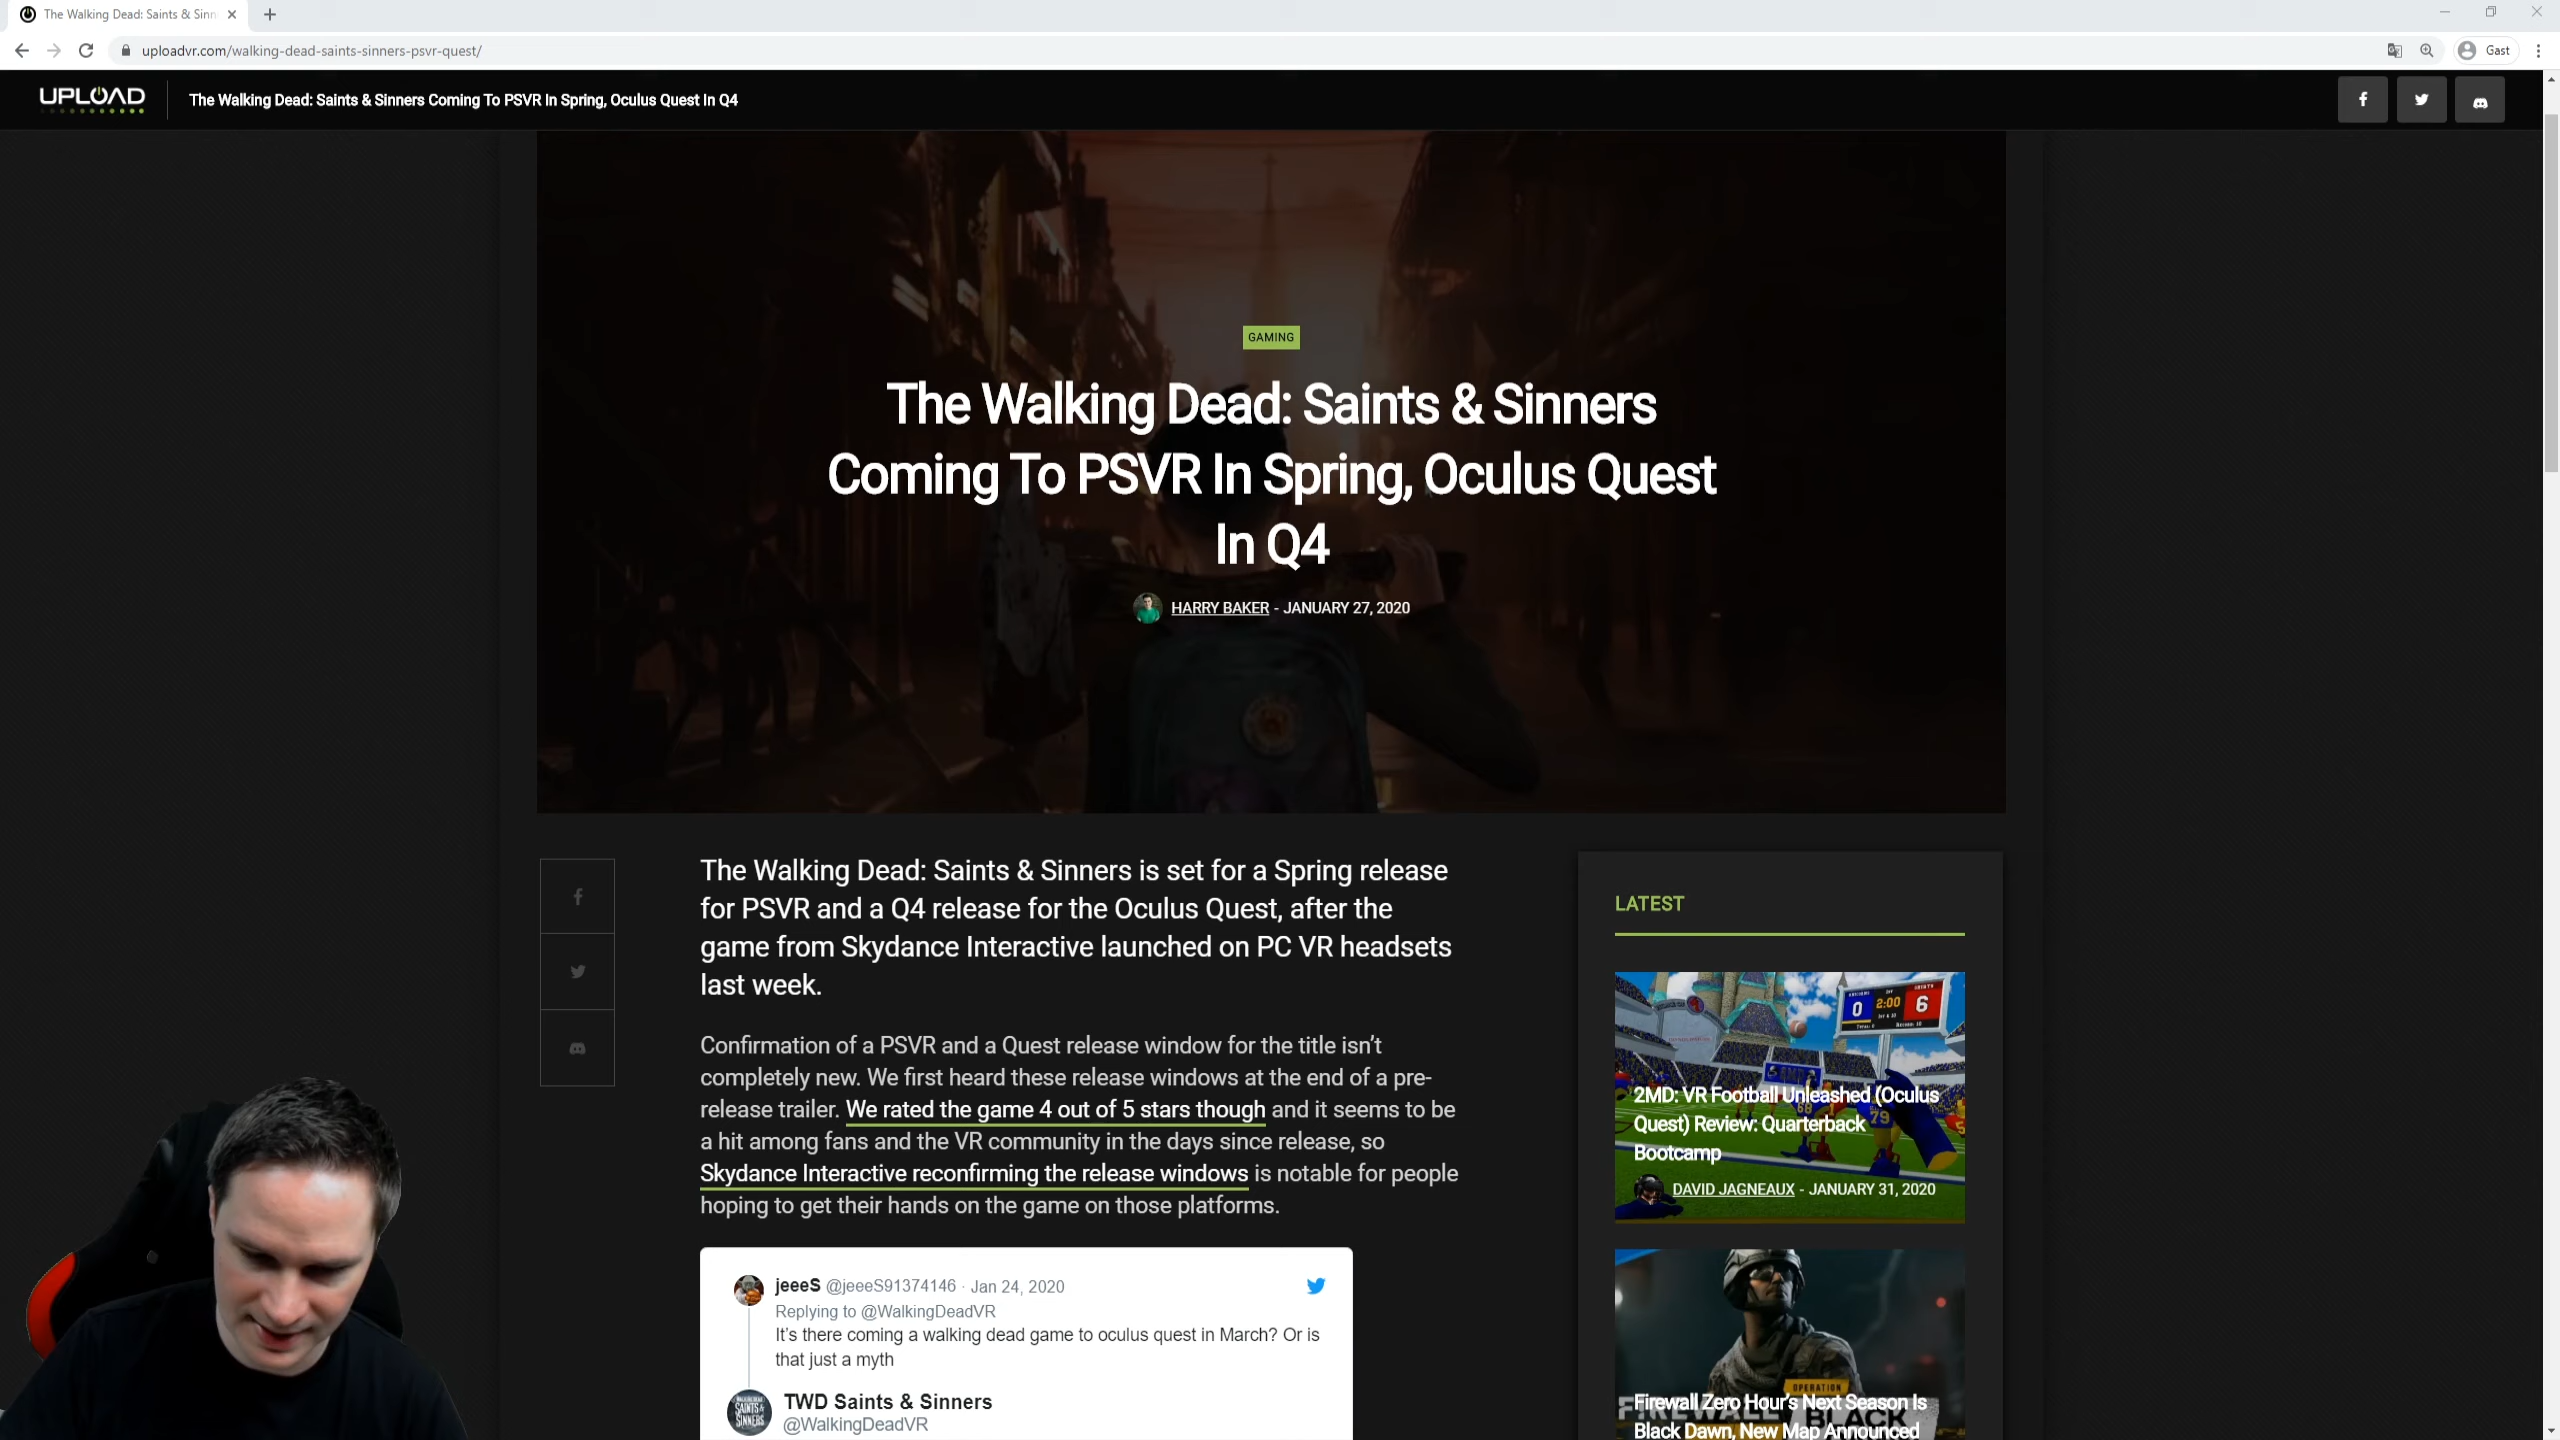 The Walking Dead: Saints & Sinn
uploadvr.com/walking-dead-saints-sinners-psvr-quest/
Gast
UPLOAD
The Walking Dead: Saints & Sinners Coming To PSVR In Spring, Oculus Quest In Q4
GAMING
The Walking Dead: Saints & Sinners
Coming To PSVR In Spring, Oculus Quest
In Q4
HARRY BAKER - JANUARY 27, 2020
The Walking Dead: Saints & Sinners is set for a Spring release
for PSVR and a Q4 release for the Oculus Quest, after the
game from Skydance Interactive launched on PC VR headsets
last week.
Confirmation of a PSVR and a Quest release window for the title isn’t
completely new. We first heard these release windows at the end of a pre-
release trailer. We rated the game 4 out of 5 stars though and it seems to be
a hit among fans and the VR community in the days since release, so
Skydance Interactive reconfirming the release windows is notable for people
hoping to get their hands on the game on those platforms.
jeeeS @jeeeS91374146 · Jan 24, 2020
Replying to @WalkingDeadVR
It’s there coming a walking dead game to oculus quest in March? Or is
that just a myth
SAINTS &
SINNERS
TWD Saints & Sinners
@WalkingDeadVR
LATEST
0 2:00 6
79
2MD: VR Football Unleashed (Oculus
Quest) Review: Quarterback
Bootcamp
DAVID JAGNEAUX - JANUARY 31, 2020
OPERATION
FIREWALL BLACK
Firewall Zero Hour’s Next Season Is
Black Dawn, New Map Announced